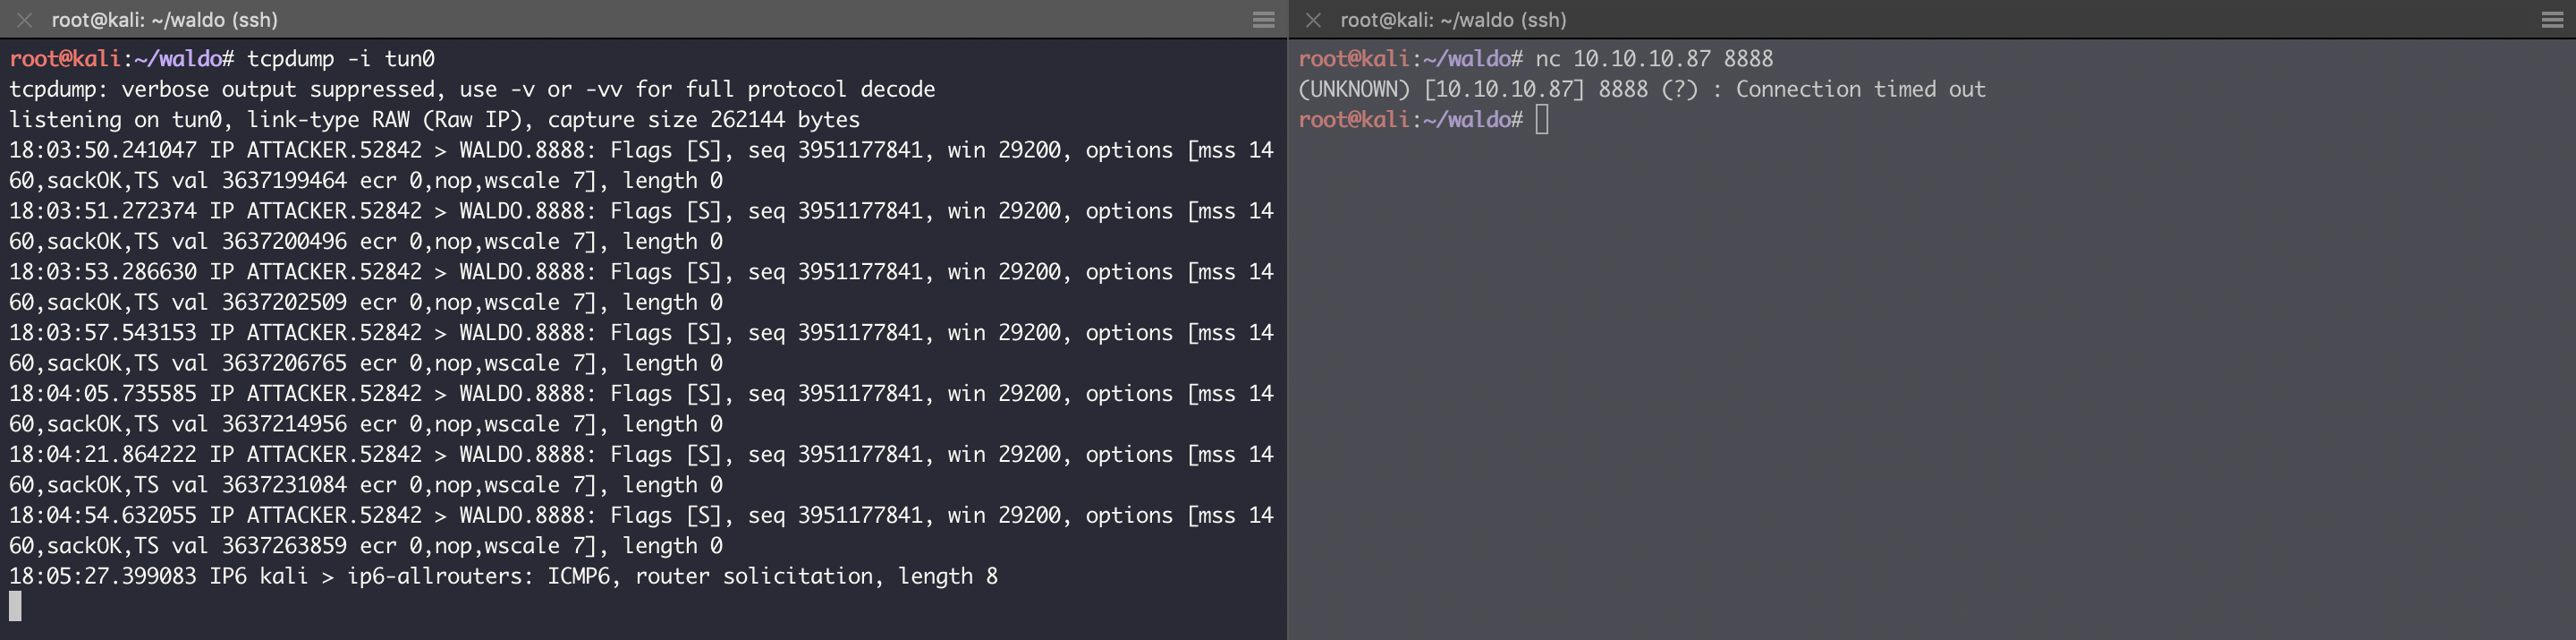 root@kali: ~/waldo (ssh)
root@kali:~/waldo# tcpdump -i tun0
tcpdump: verbose output suppressed, use -v or -vv for full protocol decode
listening on tun0, link-type RAW (Raw IP), capture size 262144 bytes
18:03:50.241047 IP ATTACKER.52842 > WALDO.8888: Flags [S], seq 3951177841, win 29200, options [mss 14
60,sackOK,TS val 3637199464 ecr 0,nop,wscale 7], length 0
18:03:51.272374 IP ATTACKER.52842 > WALDO.8888: Flags [S], seq 3951177841, win 29200, options [mss 14
60,sackOK,TS val 3637200496 ecr 0,nop,wscale 7], length 0
18:03:53.286630 IP ATTACKER.52842 > WALDO.8888: Flags [S], seq 3951177841, win 29200, options [mss 14
60,sackOK,TS val 3637202509 ecr 0,nop,wscale 7], length 0
18:03:57.543153 IP ATTACKER.52842 > WALDO.8888: Flags [S], seq 3951177841, win 29200, options [mss 14
60,sackOK,TS val 3637206765 ecr 0,nop,wscale 7], length 0
18:04:05.735585 IP ATTACKER.52842 > WALDO.8888: Flags [S], seq 3951177841, win 29200, options [mss 14
60,sackOK,TS val 3637214956 ecr 0,nop,wscale 7], length 0
18:04:21.864222 IP ATTACKER.52842 > WALDO.8888: Flags [S], seq 3951177841, win 29200, options [mss 14
60,sackOK,TS val 3637231084 ecr 0,nop,wscale 7], length 0
18:04:54.632055 IP ATTACKER.52842 > WALDO.8888: Flags [S], seq 3951177841, win 29200, options [mss 14
60,sackOK,TS val 3637263859 ecr 0,nop,wscale 7], length 0
18:05:27.399083 IP6 kali > ip6-allrouters: ICMP6, router solicitation, length 8
root@kali: ~/waldo (ssh)
root@kali:~/waldo# nc 10.10.10.87 8888
(UNKNOWN) [10.10.10.87] 8888 (?) : Connection timed out
root@kali:~/waldo#